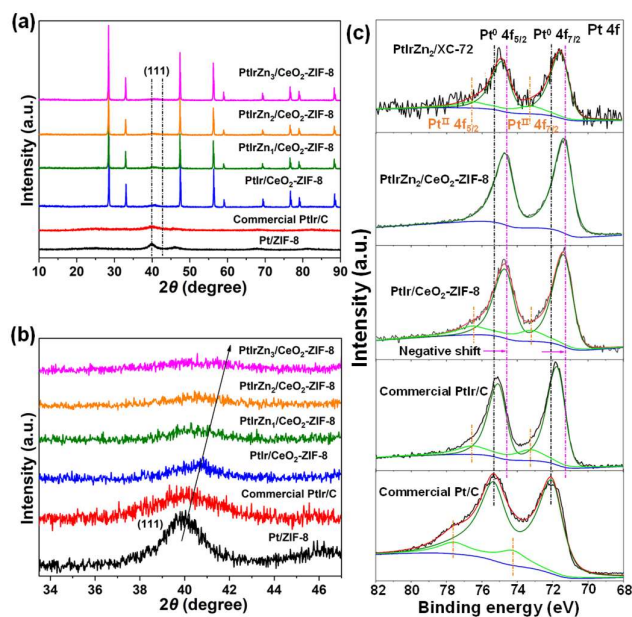 (a)
(111)
PtIrZn₃/CeO₂-ZIF-8
PtIrZn₂/CeO₂-ZIF-8
PtIrZn₁/CeO₂-ZIF-8
PtIr/CeO₂-ZIF-8
Commercial PtIr/C
Pt/ZIF-8
Intensity (a.u.)
10 20 30 40 50 60 70 80 90
2θ (degree)
(b)
PtIrZn₃/CeO₂-ZIF-8
PtIrZn₂/CeO₂-ZIF-8
PtIrZn₁/CeO₂-ZIF-8
PtIr/CeO₂-ZIF-8
Commercial PtIr/C
(111)
Pt/ZIF-8
Intensity (a.u.)
34 36 38 40 42 44 46
2θ (degree)
(c)
Pt⁰ 4f₅/₂ Pt⁰ 4f₇/₂ Pt 4f
PtIrZn₂/XC-72
Ptᴵᴵ 4f₅/₂ Ptᴵᴵ 4f₇/₂
PtIrZn₂/CeO₂-ZIF-8
PtIr/CeO₂-ZIF-8
Negative shift
Commercial PtIr/C
Commercial Pt/C
Intensity (a.u.)
82 80 78 76 74 72 70 68
Binding energy (eV)